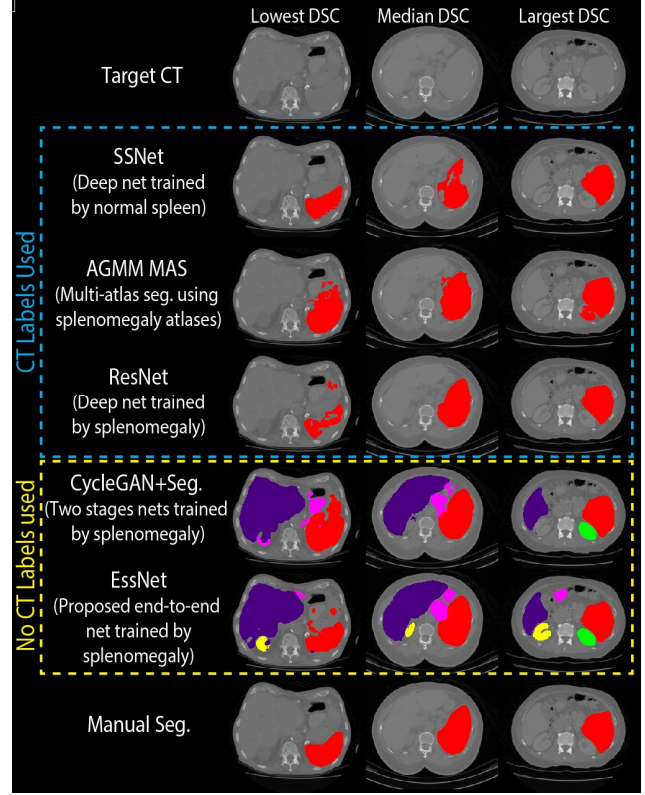 Lowest DSC Median DSC Largest DSC
Target CT
CT Labels Used
SSNet
(Deep net trained
by normal spleen)
AGMM MAS
(Multi-atlas seg. using
splenomegaly atlases)
ResNet
(Deep net trained
by splenomegaly)
No CT Labels used
CycleGAN+Seg.
(Two stages nets trained
by splenomegaly)
EssNet
(Proposed end-to-end
net trained by
splenomegaly)
Manual Seg.